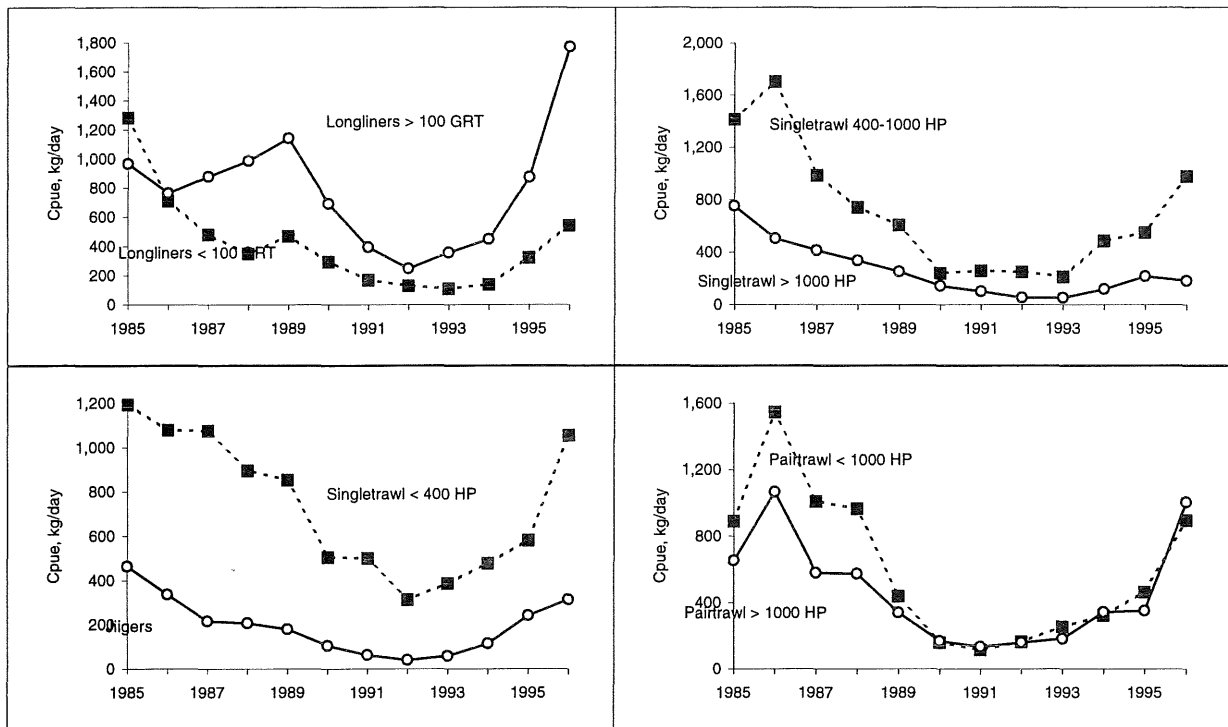 Cpue, kg/day
1,800
1,600
1,400
1,200
1,000
800
600
400
200
0
Longliners > 100 GRT
Longliners < 100 GRT
1985 1987 1989 1991 1993 1995
Cpue, kg/day
2,000
1,600
1,200
800
400
0
Singletrawl 400-1000 HP
Singletrawl > 1000 HP
1985 1987 1989 1991 1993 1995
Cpue, kg/day
1,200
1,000
800
600
400
200
0
Singletrawl < 400 HP
Jigers
1985 1987 1989 1991 1993 1995
Cpue, kg/day
1,600
1,200
800
400
0
Pairtrawl < 1000 HP
Pairtrawl > 1000 HP
1985 1987 1989 1991 1993 1995